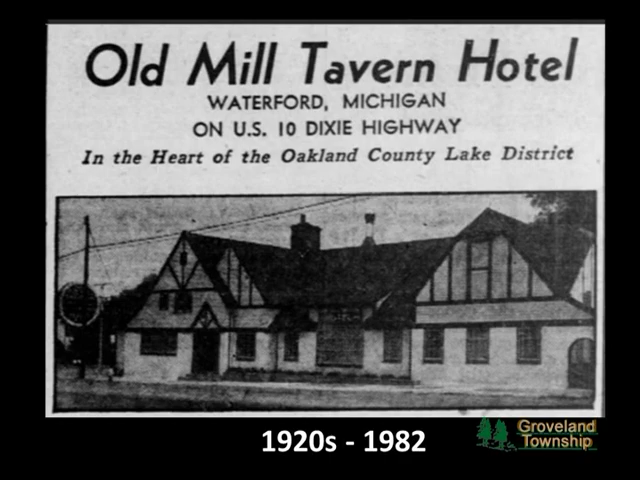 Old Mill Tavern Hotel
WATERFORD, MICHIGAN
ON U.S. 10 DIXIE HIGHWAY
In the Heart of the Oakland County Lake District
1920s - 1982
Groveland
Township